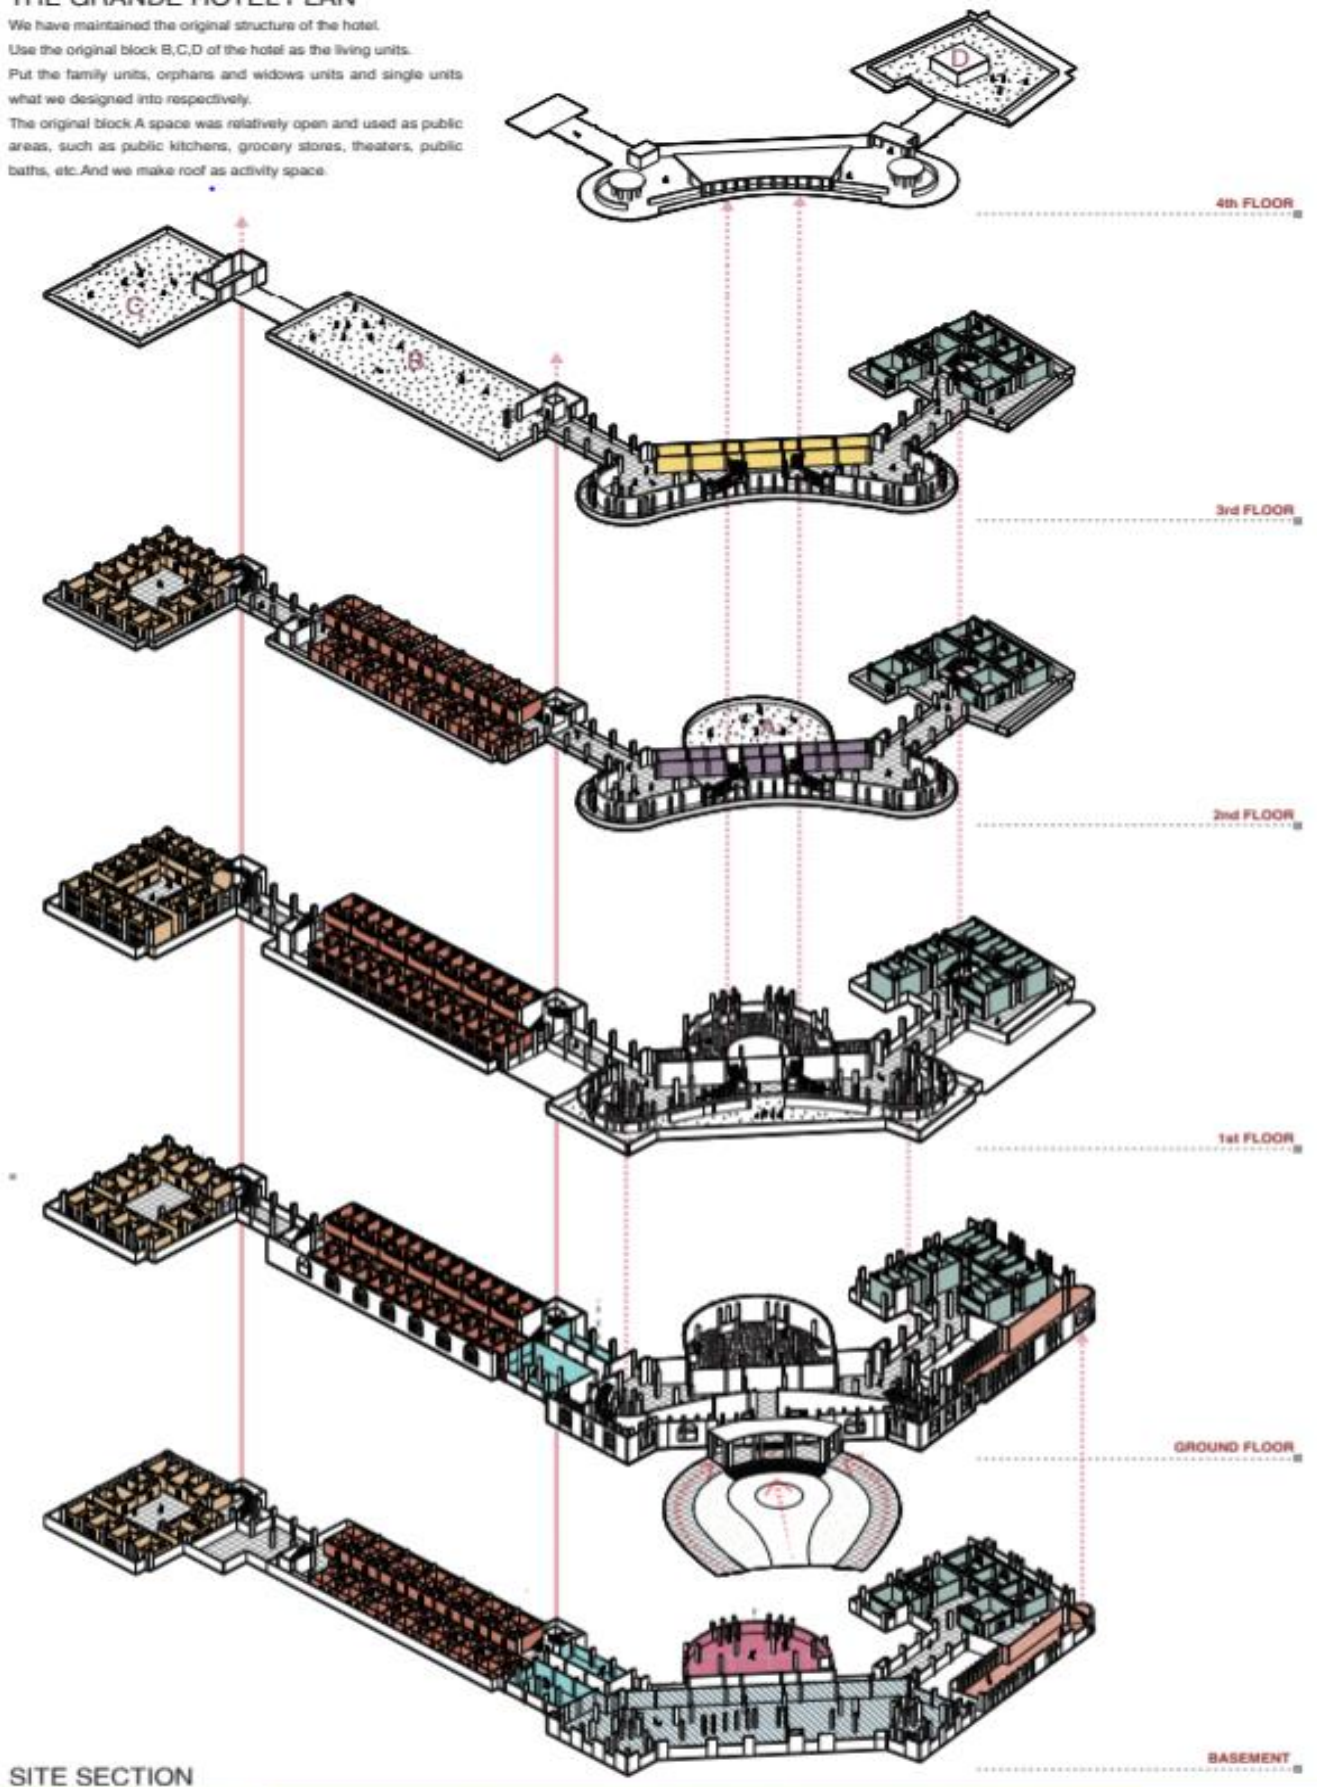 THE GRANDE HOTEL PLAN
We have maintained the original structure of the hotel.
Use the original block B,C,D of the hotel as the living units.
Put the family units, orphans and widows units and single units
what we designed into respectively.
The original block A space was relatively open and used as public
areas, such as public kitchens, grocery stores, theaters, public
baths, etc.And we make roof as activity space.
D
4th FLOOR
C
B
3rd FLOOR
A
2nd FLOOR
1st FLOOR
GROUND FLOOR
BASEMENT
SITE SECTION